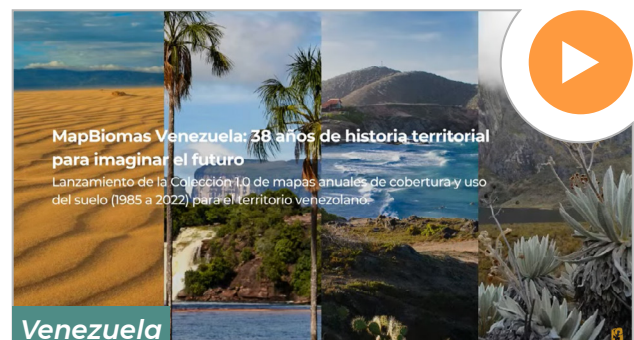 MapBiomas Venezuela: 38 años de historia territorial
para imaginar el futuro
Lanzamiento de la Colección 1.0 de mapas anuales de cobertura y uso
del suelo (1985 a 2022) para el territorio venezolano.
Venezuela